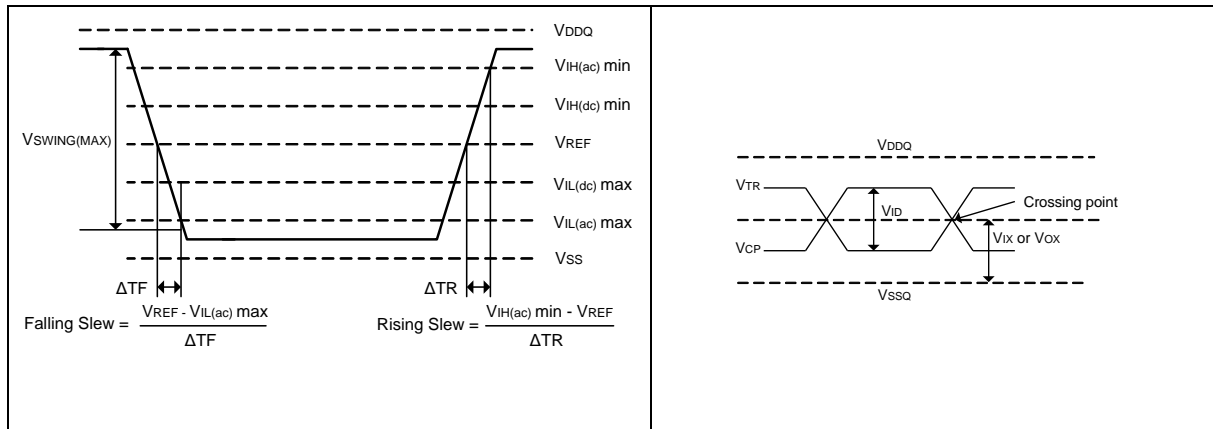 VDDQ
VIH(ac) min
VIH(dc) min
VSWING(MAX)
VREF
VIL(dc) max
VIL(ac) max
VSS
ΔTF
ΔTR
Falling Slew = VREF - VIL(ac) max
ΔTF
Rising Slew = VIH(ac) min - VREF
ΔTR
VDDQ
VTR
VID
Crossing point
VIX or VOX
VCP
VSSQ